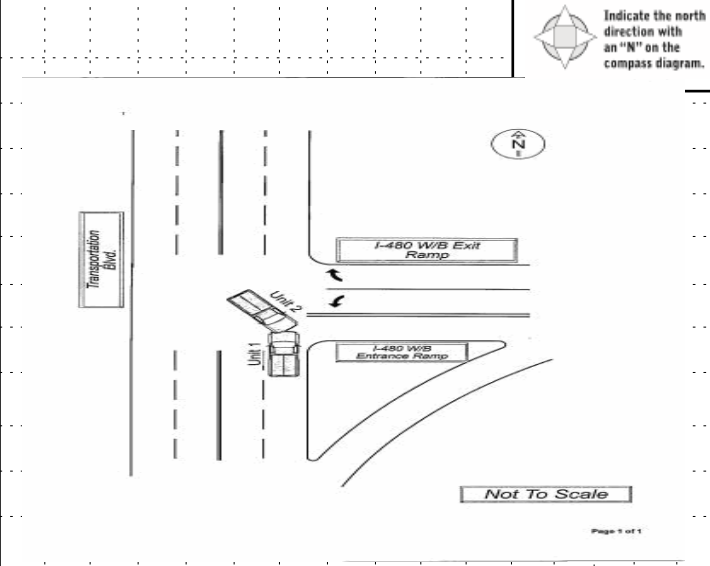 Indicate the north
direction with
an "N" on the
compass diagram.
N
I-480 W/B Exit
Ramp
Transportation
Blvd.
Unit 2
Unit 1
I-480 W/B
Entrance Ramp
Not To Scale
Page 1 of 1